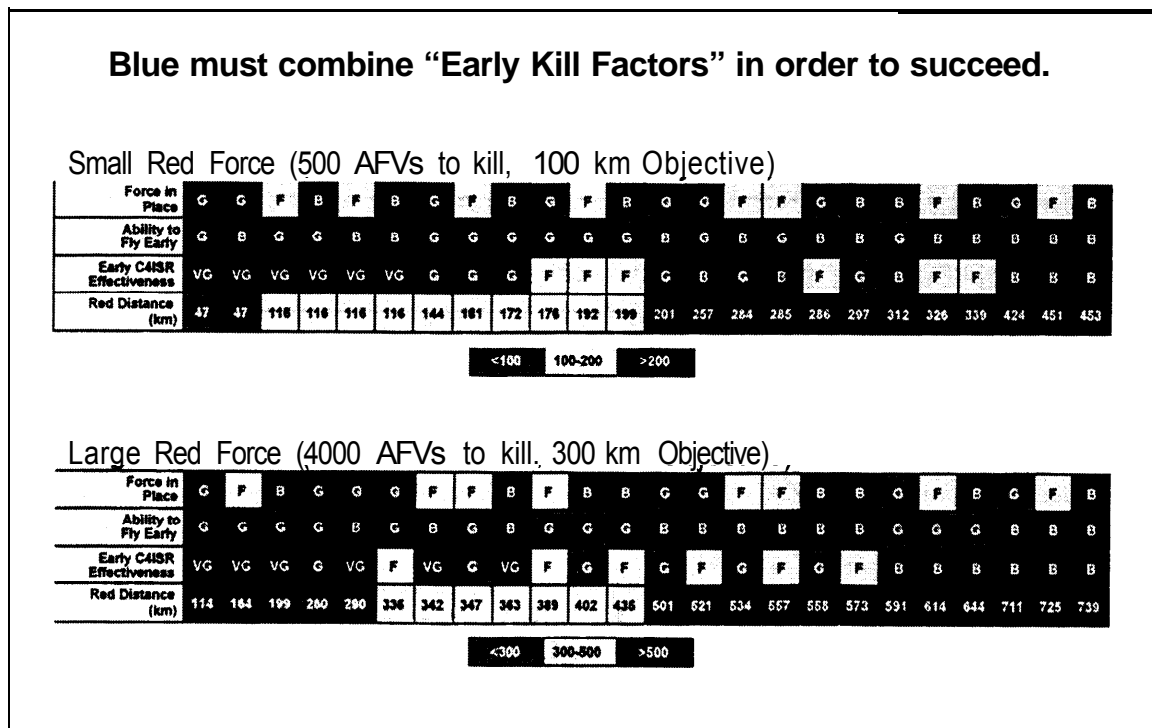 Blue must combine “Early Kill Factors” in order to succeed.
Small Red Force (500 AFVs to kill, 100 km Objective)
Force in
Place G G F B F B G F B G F B G G F F G B B F B G F B
Ability to
Fly Early G B G G B B G G G G G G B G B G B B G B B B B B
Early C4ISR
Effectiveness VG VG VG VG VG VG G G G F F F G B G B F G B F F B B B
Red Distance
(km) 47 47 115 116 116 116 144 161 172 176 192 199 201 257 284 285 286 297 312 326 339 424 451 453
<100 100-200 >200
Large Red Force (4000 AFVs to kill. 300 km Objective)
Force in
Place G F B G G G F F B F B B G G F F B B G F B G F B
Ability to
Fly Early G G G G B G B G B G G G B B B B B B G G G B B B
Early C4ISR
Effectiveness VG VG VG G VG F VG G VG F G F G F G F G F B B B B B B
Red Distance
(km) 114 164 199 280 290 336 342 347 363 389 402 435 501 521 534 557 558 573 591 614 644 711 725 739
<300 300-500 >500